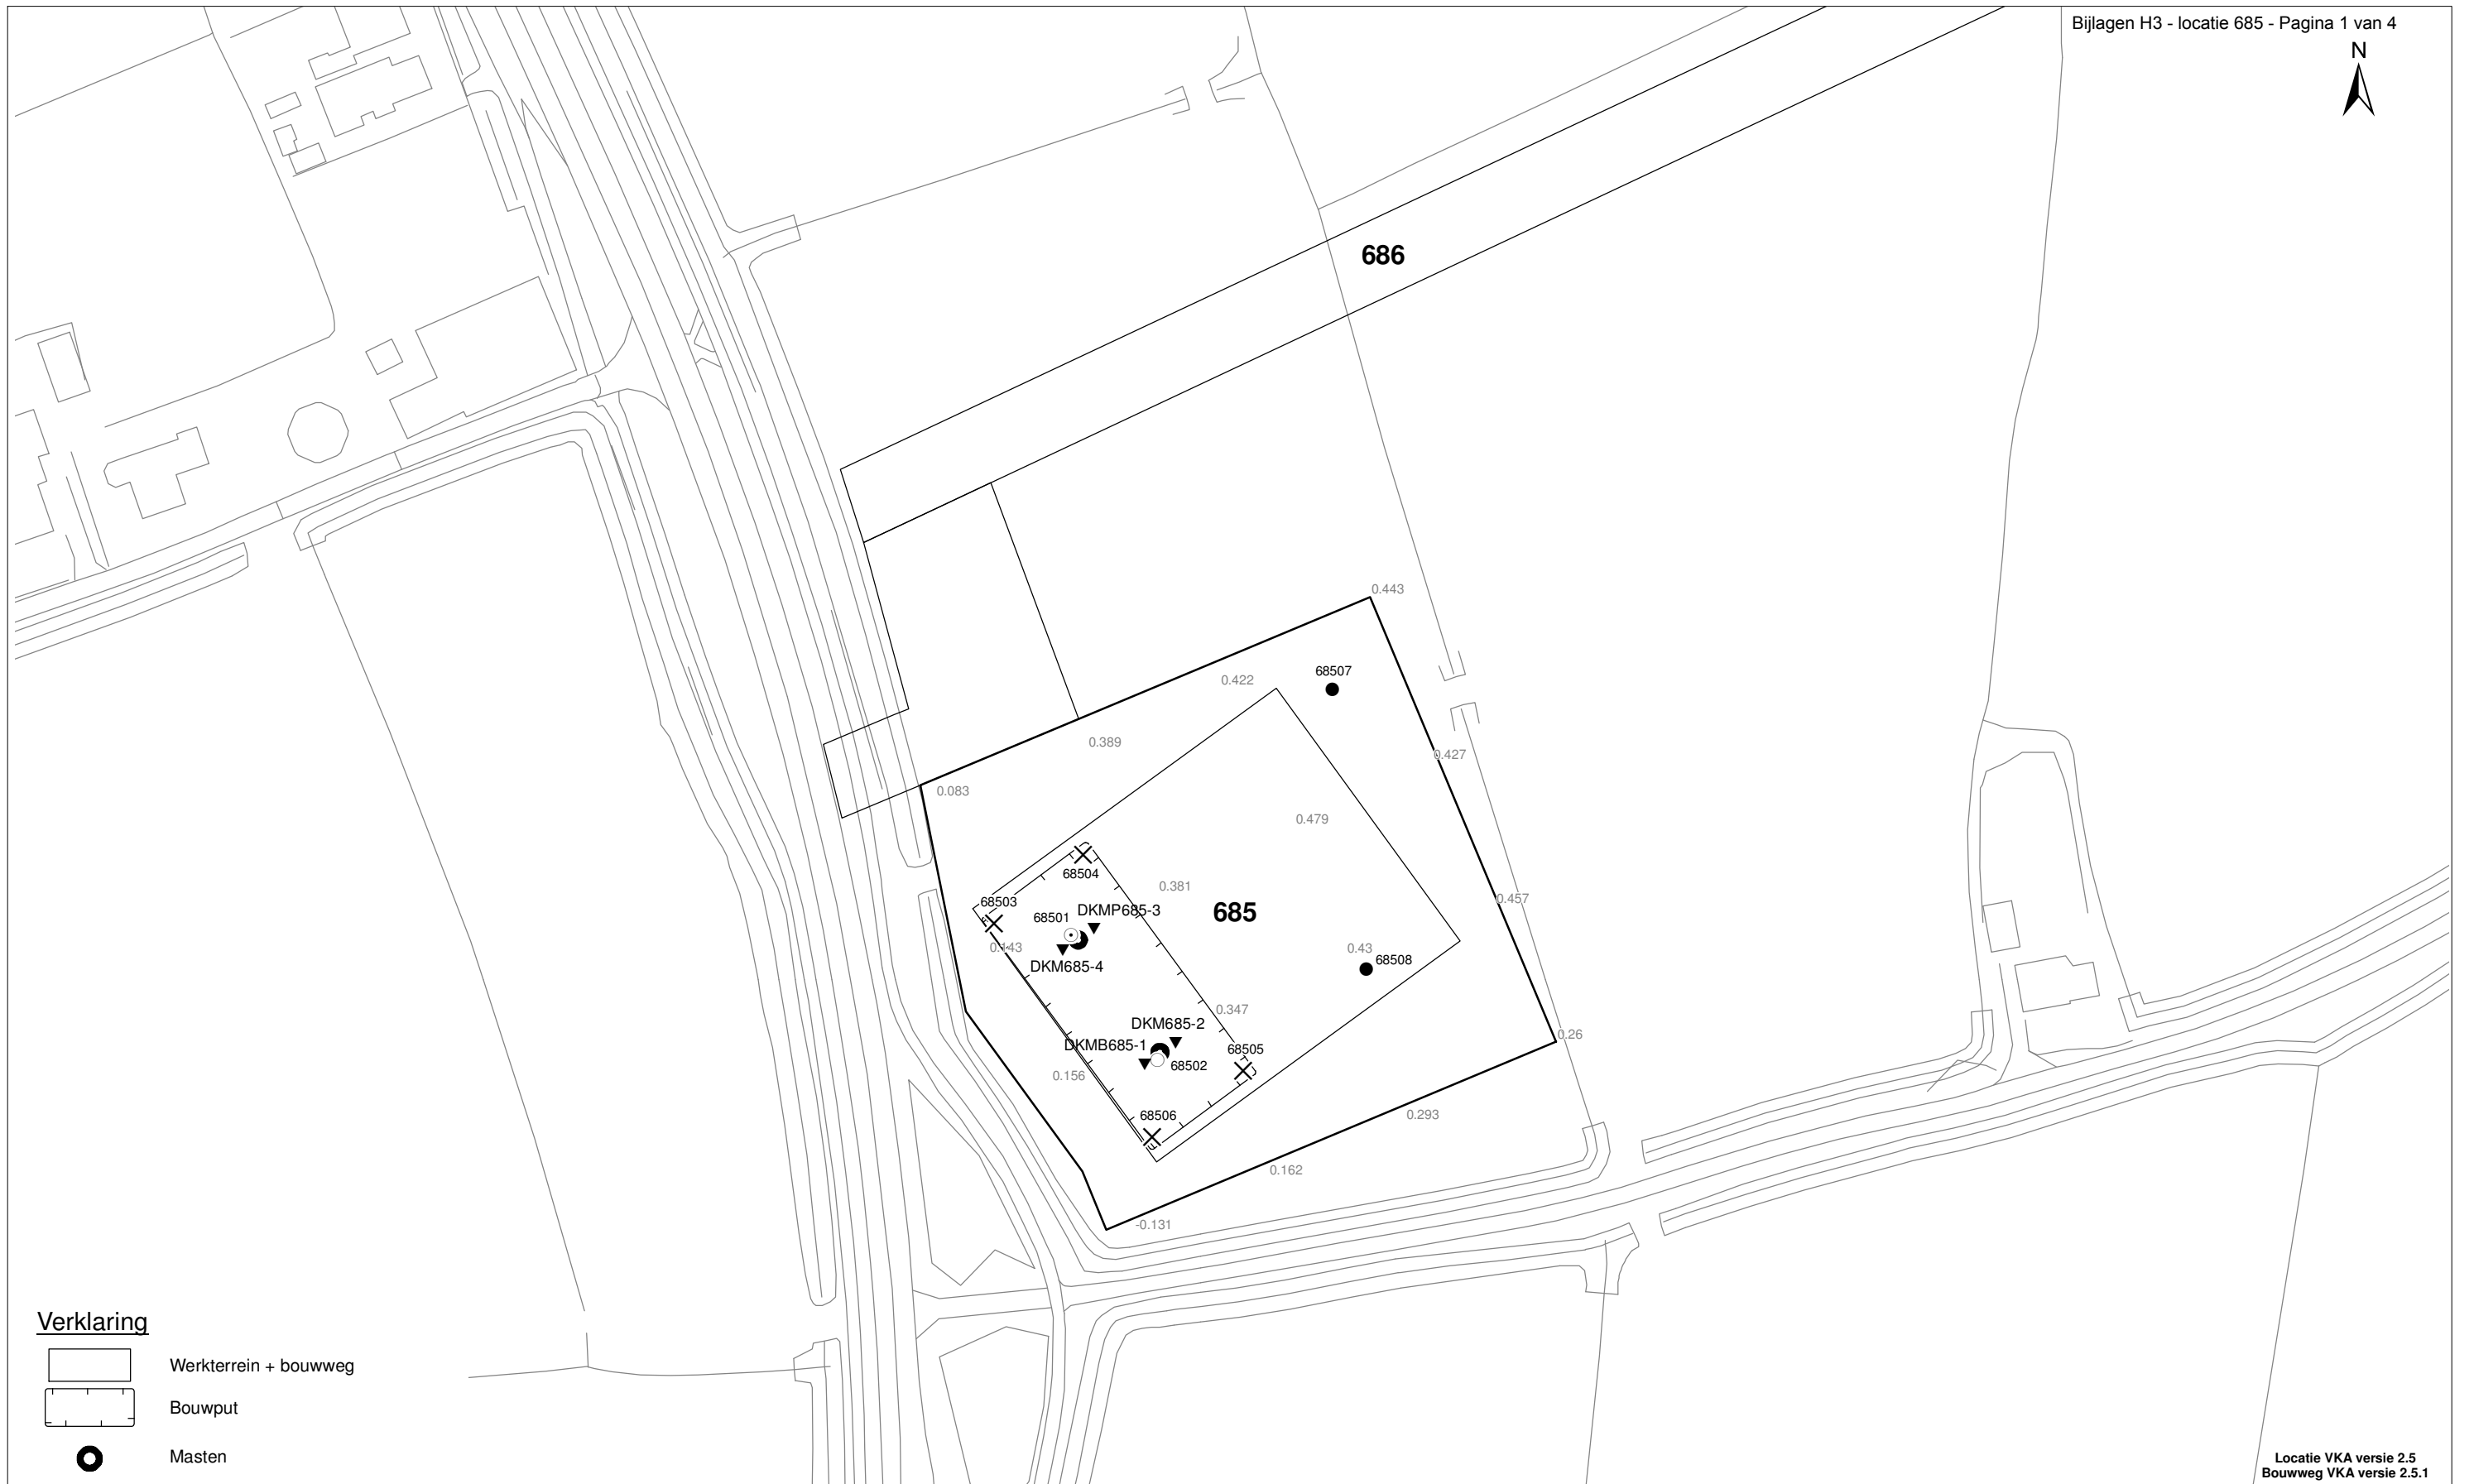 Bijlagen H3 - locatie 685 - Pagina 1 van 4
N
686
0.443
68507
0.422
0.389
0.427
0.083
0.479
68504
0.381
68503
685
0.457
68501
DKMP685-3
0.143
0.43
68508
DKM685-4
0.347
DKM685-2
0.26
DKMB685-1
68505
68502
0.156
68506
0.293
0.162
-0.131
Verklaring
Werkterrein + bouwweg
Bouwput
Masten
Locatie VKA versie 2.5
Bouwweg VKA versie 2.5.1